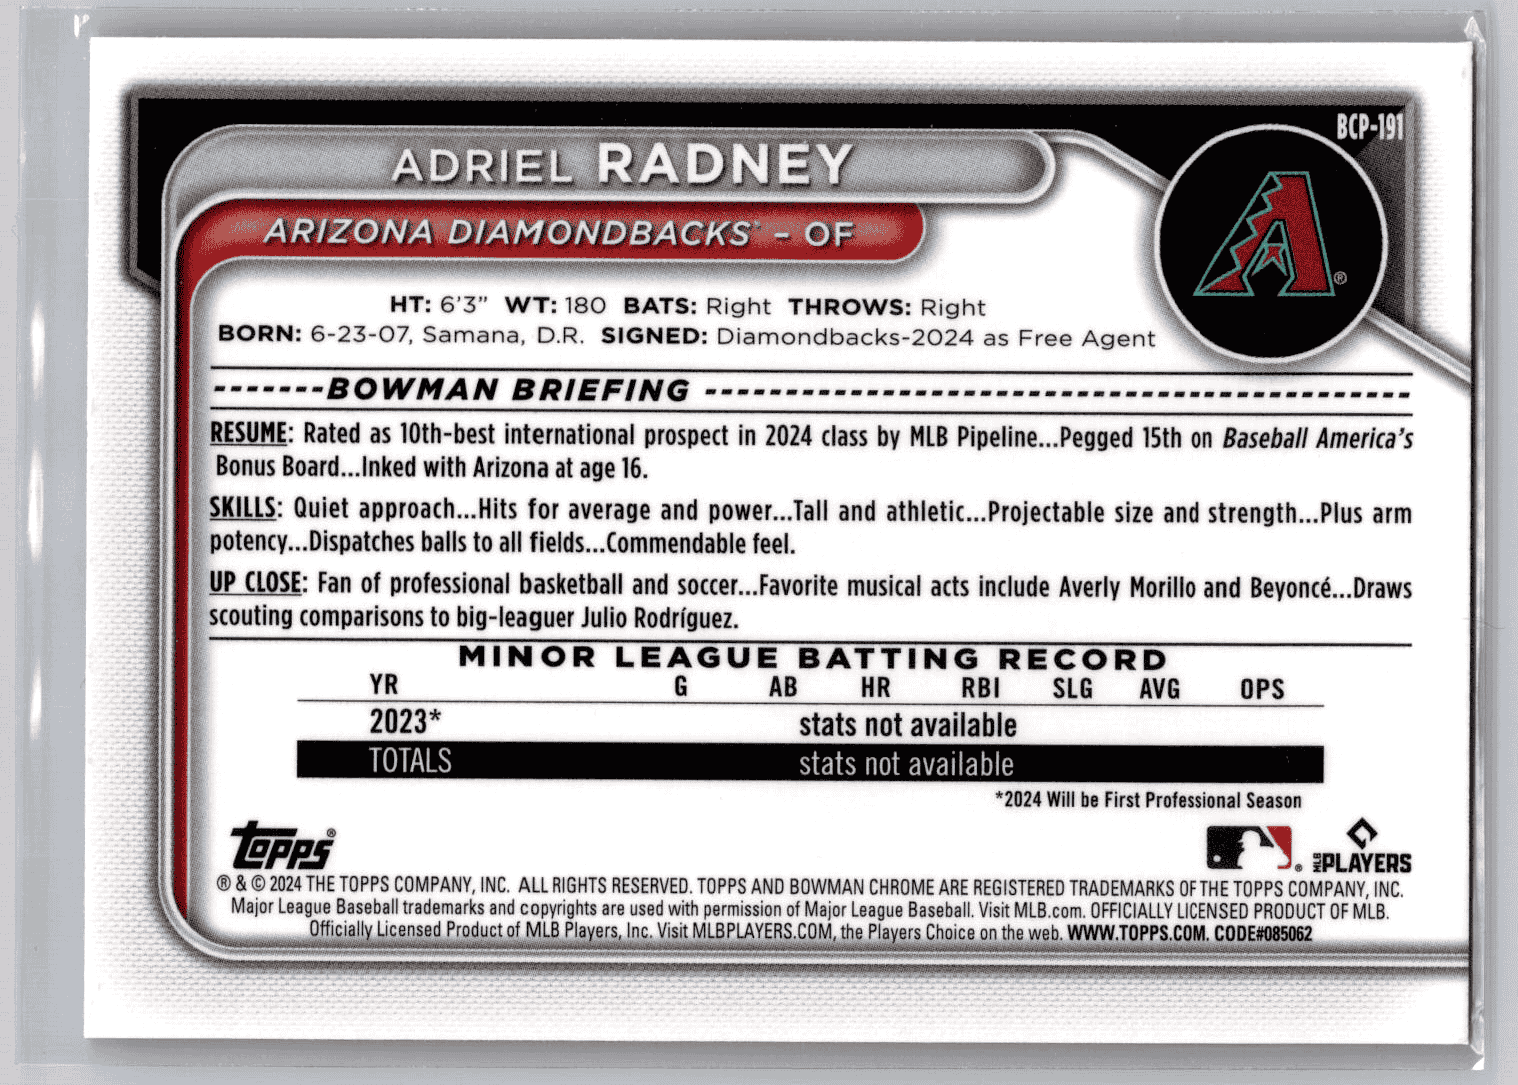 BCP-191
ADRIEL RADNEY
ARIZONA DIAMONDBACKS™ - OF
A ®
HT: 6'3" WT: 180 BATS: Right THROWS: Right
BORN: 6-23-07, Samana, D.R. SIGNED: Diamondbacks-2024 as Free Agent
-------BOWMAN BRIEFING ------------------------------------
RESUME: Rated as 10th-best international prospect in 2024 class by MLB Pipeline...Pegged 15th on Baseball America's
Bonus Board...Inked with Arizona at age 16.
SKILLS: Quiet approach...Hits for average and power...Tall and athletic...Projectable size and strength...Plus arm
potency...Dispatches balls to all fields...Commendable feel.
UP CLOSE: Fan of professional basketball and soccer...Favorite musical acts include Averly Morillo and Beyoncé...Draws
scouting comparisons to big-leaguer Julio Rodríguez.
MINOR LEAGUE BATTING RECORD
YR G AB HR RBI SLG AVG OPS
2023* stats not available
TOTALS stats not available
*2024 Will be First Professional Season
topps® ® MLB PLAYERS
® & © 2024 THE TOPPS COMPANY, INC. ALL RIGHTS RESERVED. TOPPS AND BOWMAN CHROME ARE REGISTERED TRADEMARKS OF THE TOPPS COMPANY, INC.
Major League Baseball trademarks and copyrights are used with permission of Major League Baseball. Visit MLB.com. OFFICIALLY LICENSED PRODUCT OF MLB.
Officially Licensed Product of MLB Players, Inc. Visit MLBPLAYERS.COM, the Players Choice on the web. WWW.TOPPS.COM. CODE#085062